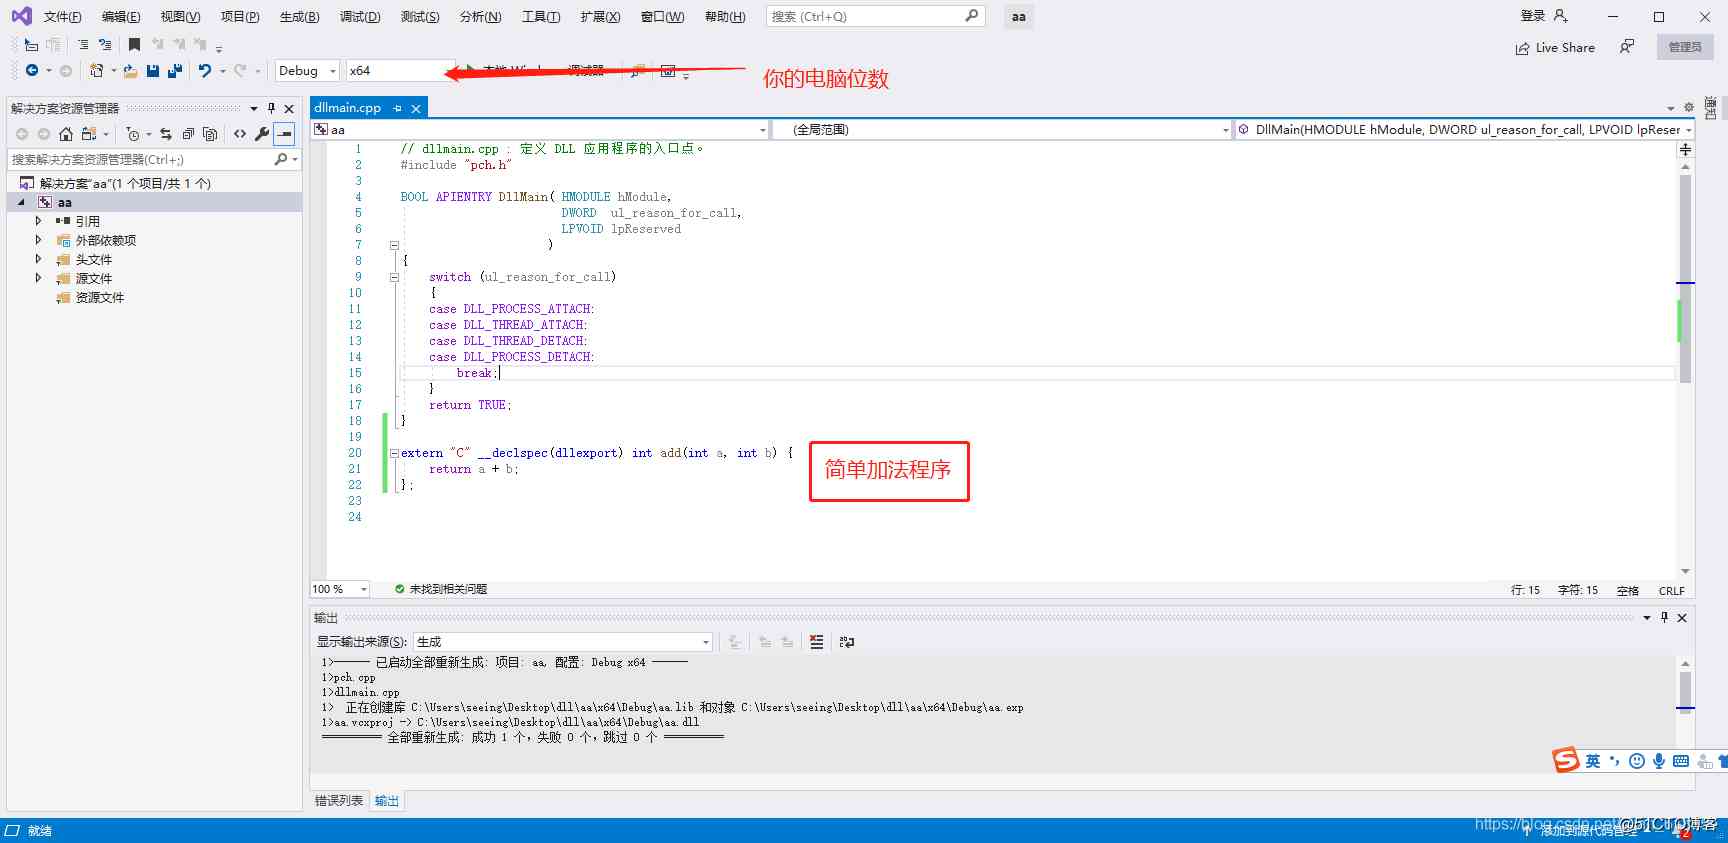 文件(F) 编辑(E) 视图(V) 项目(P) 生成(B) 调试(D) 测试(S) 分析(N) 工具(T) 扩展(X) 窗口(W) 帮助(H) 搜索 (Ctrl+Q) aa 登录
Live Share 管理员
Debug x64
你的电脑位数
解决方案资源管理器
搜索解决方案资源管理器(Ctrl+;)
解决方案"aa"(1 个项目/共 1 个)
aa
引用
外部依赖项
头文件
源文件
资源文件
dllmain.cpp
aa (全局范围) DllMain(HMODULE hModule, DWORD ul_reason_for_call, LPVOID lpReser
1 // dllmain.cpp : 定义 DLL 应用程序的入口点。
2 #include "pch.h"
3
4 BOOL APIENTRY DllMain( HMODULE hModule,
5 DWORD ul_reason_for_call,
6 LPVOID lpReserved
7 )
8 {
9 switch (ul_reason_for_call)
10 {
11 case DLL_PROCESS_ATTACH:
12 case DLL_THREAD_ATTACH:
13 case DLL_THREAD_DETACH:
14 case DLL_PROCESS_DETACH:
15 break;
16 }
17 return TRUE;
18 }
19
20 extern "C" __declspec(dllexport) int add(int a, int b) {
21 return a + b;
22 };
23
24
简单加法程序
100 % 未找到相关问题 行: 15 字符: 15 空格 CRLF
输出
显示输出来源(S): 生成
1>------ 已启动全部重新生成: 项目: aa, 配置: Debug x64 ------
1>pch.cpp
1>dllmain.cpp
1> 正在创建库 C:\Users\seeing\Desktop\dll\aa\x64\Debug\aa.lib 和对象 C:\Users\seeing\Desktop\dll\aa\x64\Debug\aa.exp
1>aa.vcxproj -> C:\Users\seeing\Desktop\dll\aa\x64\Debug\aa.dll
========== 全部重新生成: 成功 1 个，失败 0 个，跳过 0 个 ==========
英
错误列表 输出
就绪 添加到源代码管理 2
https://blog.csdn.net
@51CTO博客